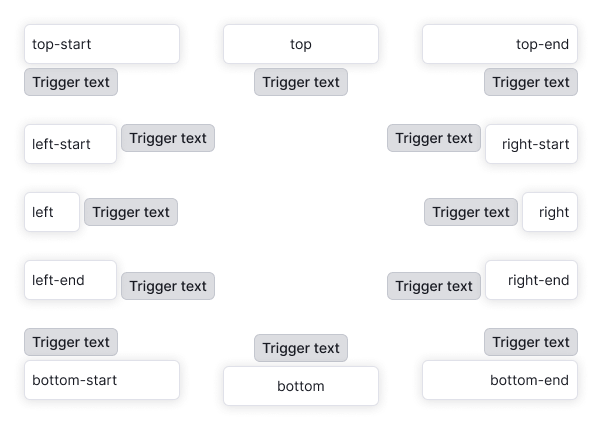 top-start
top
top-end
Trigger text
Trigger text
Trigger text
left-start
Trigger text
Trigger text
right-start
left
Trigger text
Trigger text
right
left-end
Trigger text
Trigger text
right-end
Trigger text
Trigger text
Trigger text
bottom-start
bottom
bottom-end